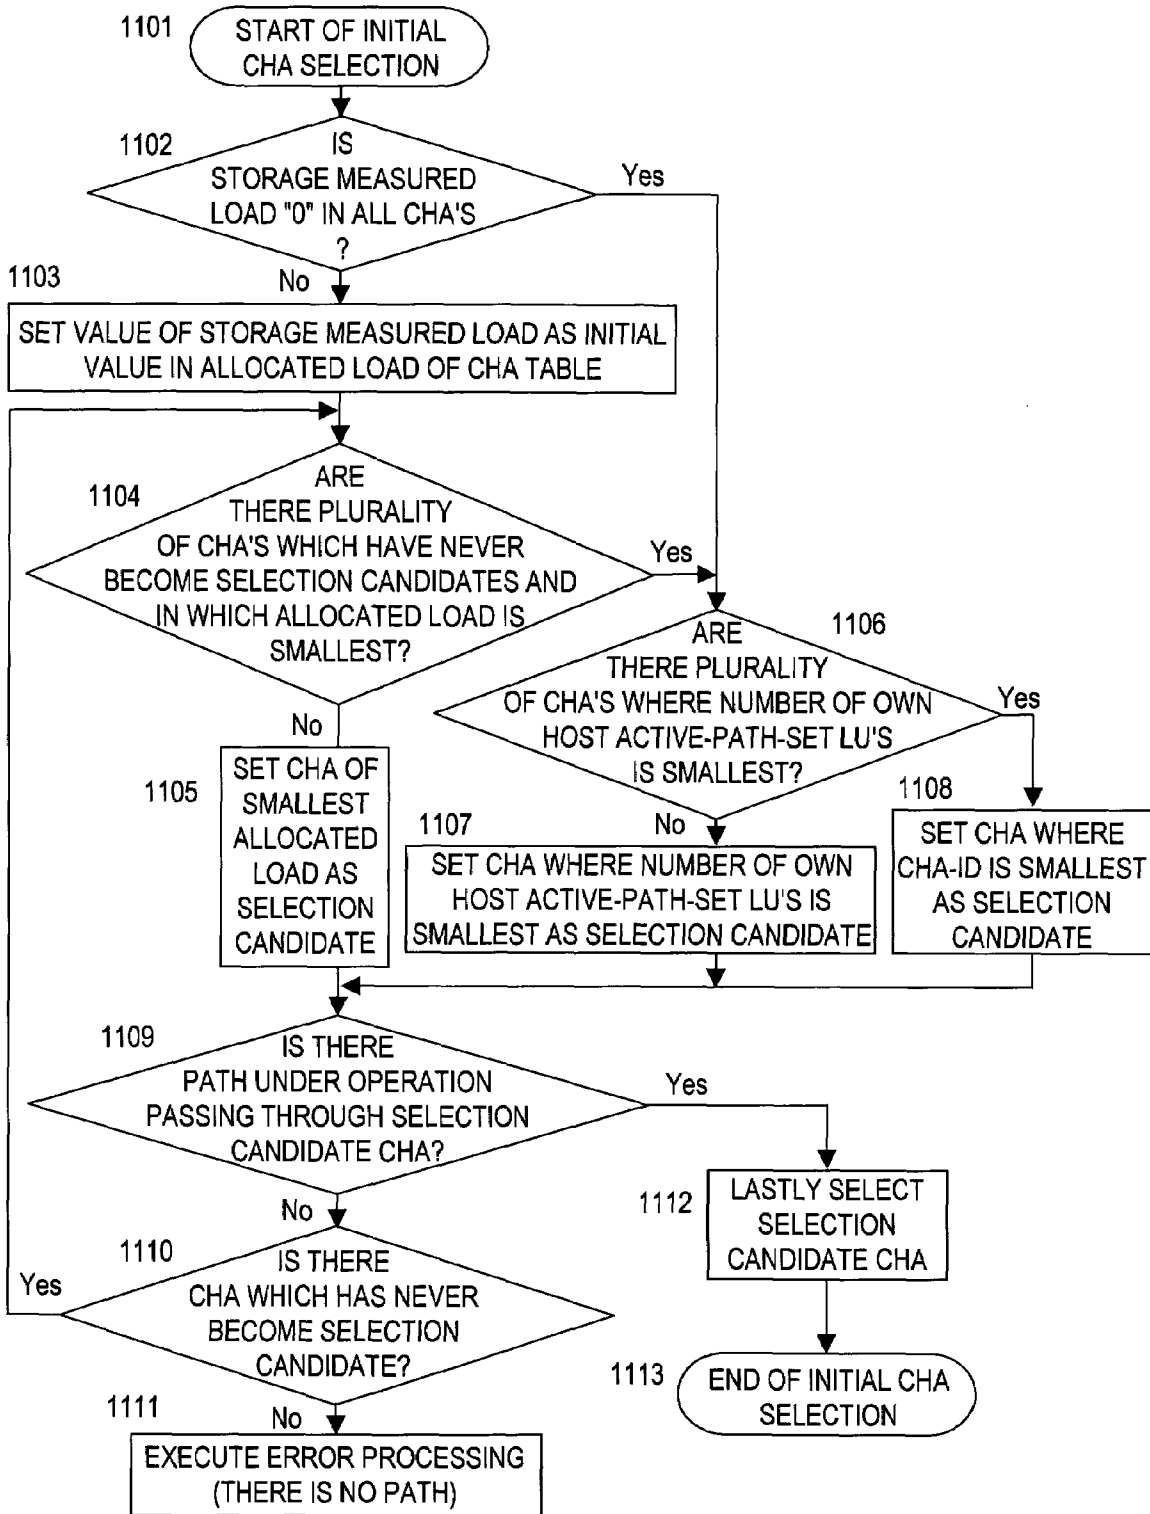 1101
START OF INITIAL
CHA SELECTION
1102
IS
STORAGE MEASURED
LOAD "0" IN ALL CHA'S
?
Yes
No
1103
SET VALUE OF STORAGE MEASURED LOAD AS INITIAL
VALUE IN ALLOCATED LOAD OF CHA TABLE
1104
ARE
THERE PLURALITY
OF CHA'S WHICH HAVE NEVER
BECOME SELECTION CANDIDATES AND
IN WHICH ALLOCATED LOAD IS
SMALLEST?
Yes
No
1106
ARE
THERE PLURALITY
OF CHA'S WHERE NUMBER OF OWN
HOST ACTIVE-PATH-SET LU'S
IS SMALLEST?
Yes
No
1105
SET CHA OF
SMALLEST
ALLOCATED
LOAD AS
SELECTION
CANDIDATE
1107
SET CHA WHERE NUMBER OF OWN
HOST ACTIVE-PATH-SET LU'S IS
SMALLEST AS SELECTION CANDIDATE
1108
SET CHA WHERE
CHA-ID IS SMALLEST
AS SELECTION
CANDIDATE
1109
IS THERE
PATH UNDER OPERATION
PASSING THROUGH SELECTION
CANDIDATE CHA?
Yes
No
1110
IS THERE
CHA WHICH HAS NEVER
BECOME SELECTION
CANDIDATE?
Yes
No
1111
EXECUTE ERROR PROCESSING
(THERE IS NO PATH)
1112
LASTLY SELECT
SELECTION
CANDIDATE CHA
1113
END OF INITIAL CHA
SELECTION